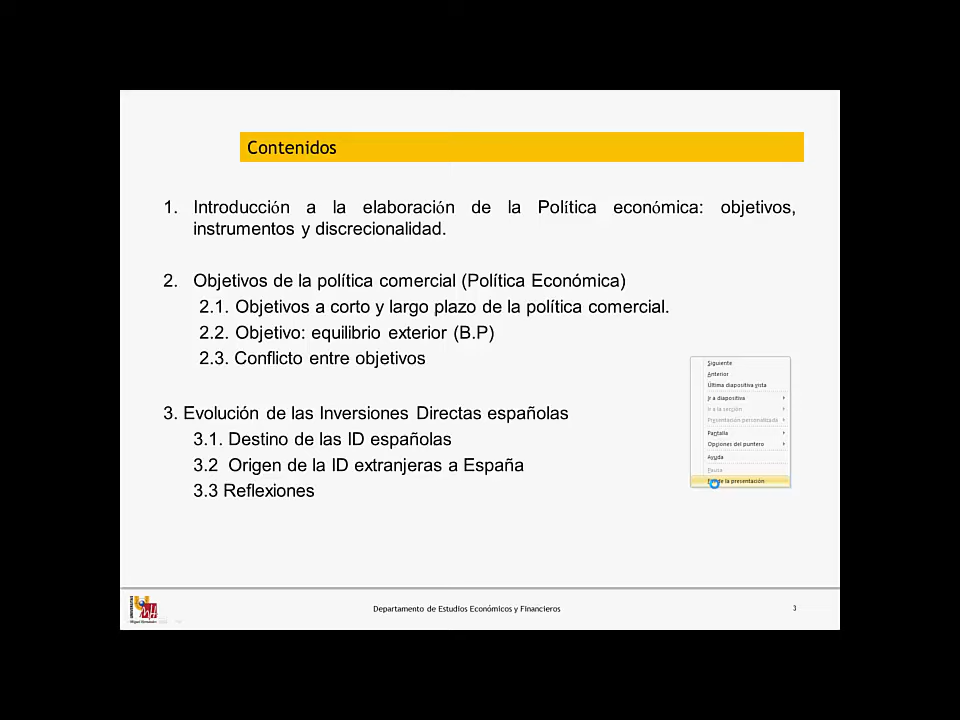 Contenidos
1. Introducción a la elaboración de la Política económica: objetivos,
instrumentos y discrecionalidad.
2. Objetivos de la política comercial (Política Económica)
2.1. Objetivos a corto y largo plazo de la política comercial.
2.2. Objetivo: equilibrio exterior (B.P)
2.3. Conflicto entre objetivos
3. Evolución de las Inversiones Directas españolas
3.1. Destino de las ID españolas
3.2 Origen de la ID extranjeras a España
3.3 Reflexiones
Siguiente
Anterior
Última diapositiva vista
Ir a diapositiva
Ir a la sección
Presentación personalizada
Pantalla
Opciones del puntero
Ayuda
Pausa
de la presentación
UNIVERSITAS
Miguel Hernández
Departamento de Estudios Económicos y Financieros
3